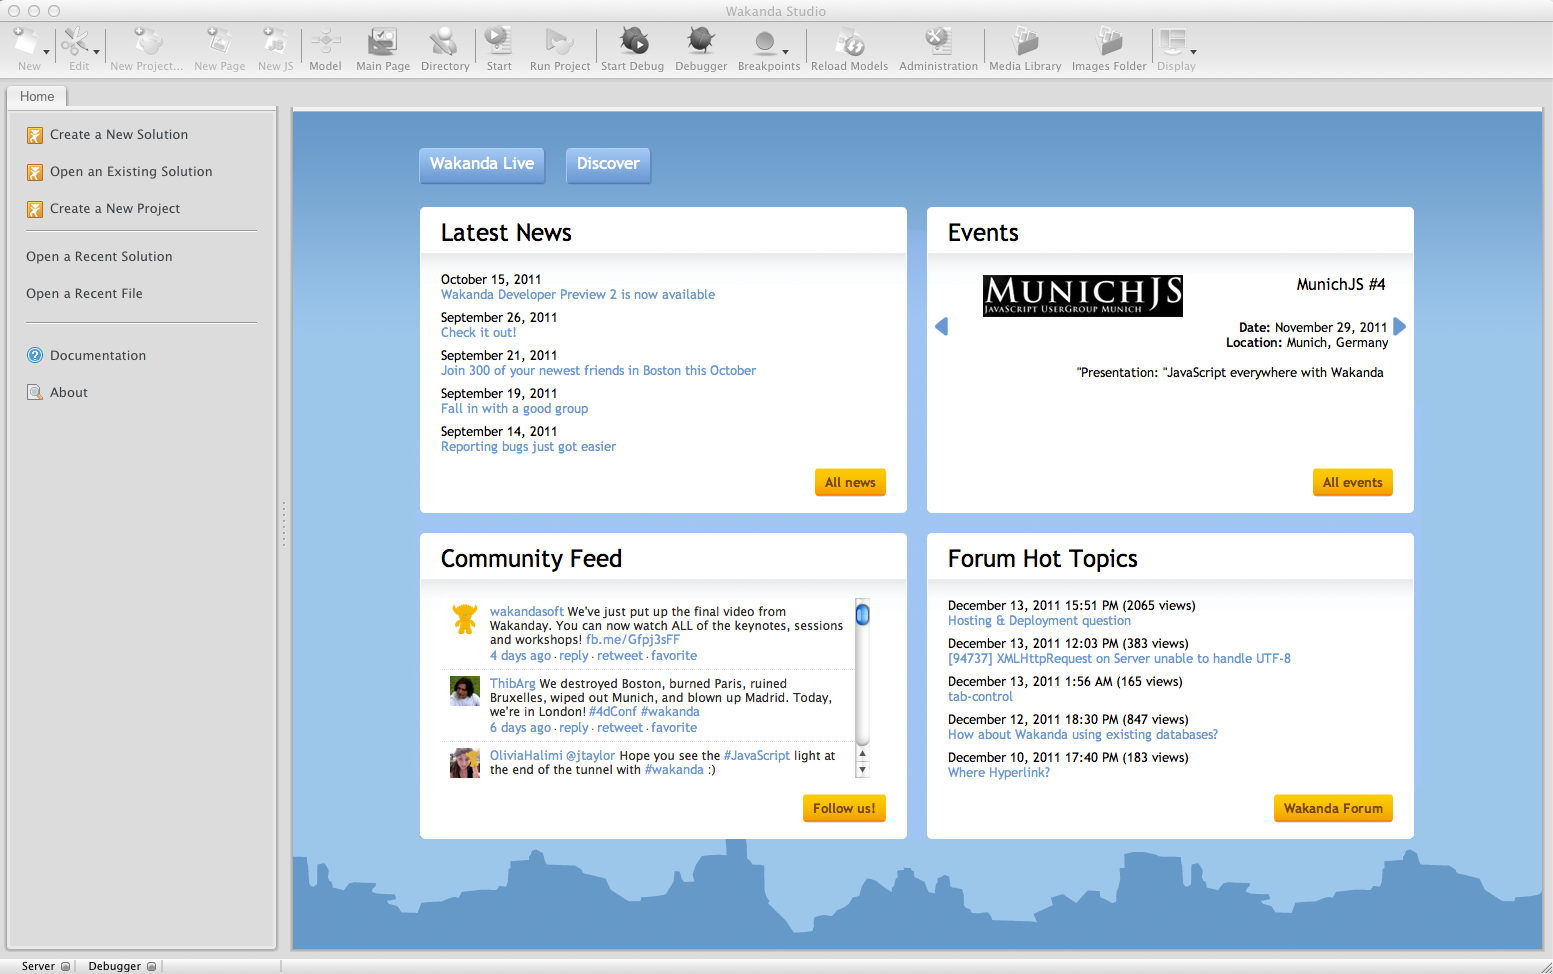 Wakanda Studio
New
Edit
New Project...
New Page
New JS
Model
Main Page
Directory
Start
Run Project
Start Debug
Debugger
Breakpoints
Reload Models
Administration
Media Library
Images Folder
Display
Home
Create a New Solution
Open an Existing Solution
Create a New Project
Open a Recent Solution
Open a Recent File
Documentation
About
Wakanda Live
Discover
Latest News
October 15, 2011
Wakanda Developer Preview 2 is now available
September 26, 2011
Check it out!
September 21, 2011
Join 300 of your newest friends in Boston this October
September 19, 2011
Fall in with a good group
September 14, 2011
Reporting bugs just got easier
All news
Events
MUNICHJS
JAVASCRIPT USERGROUP MUNICH
MunichJS #4
Date: November 29, 2011
Location: Munich, Germany
"Presentation: "JavaScript everywhere with Wakanda
All events
Community Feed
wakandasoft We've just put up the final video from
Wakanday. You can now watch ALL of the keynotes, sessions
and workshops! fb.me/Gfpj3sFF
4 days ago · reply · retweet · favorite
ThibArg We destroyed Boston, burned Paris, ruined
Bruxelles, wiped out Munich, and blown up Madrid. Today,
we're in London! #4dConf #wakanda
6 days ago · reply · retweet · favorite
OliviaHalimi @jtaylor Hope you see the #JavaScript light at
the end of the tunnel with #wakanda :)
Follow us!
Forum Hot Topics
December 13, 2011 15:51 PM (2065 views)
Hosting & Deployment question
December 13, 2011 12:03 PM (383 views)
[94737] XMLHttpRequest on Server unable to handle UTF-8
December 13, 2011 1:56 AM (165 views)
tab-control
December 12, 2011 18:30 PM (847 views)
How about Wakanda using existing databases?
December 10, 2011 17:40 PM (183 views)
Where Hyperlink?
Wakanda Forum
Server
Debugger